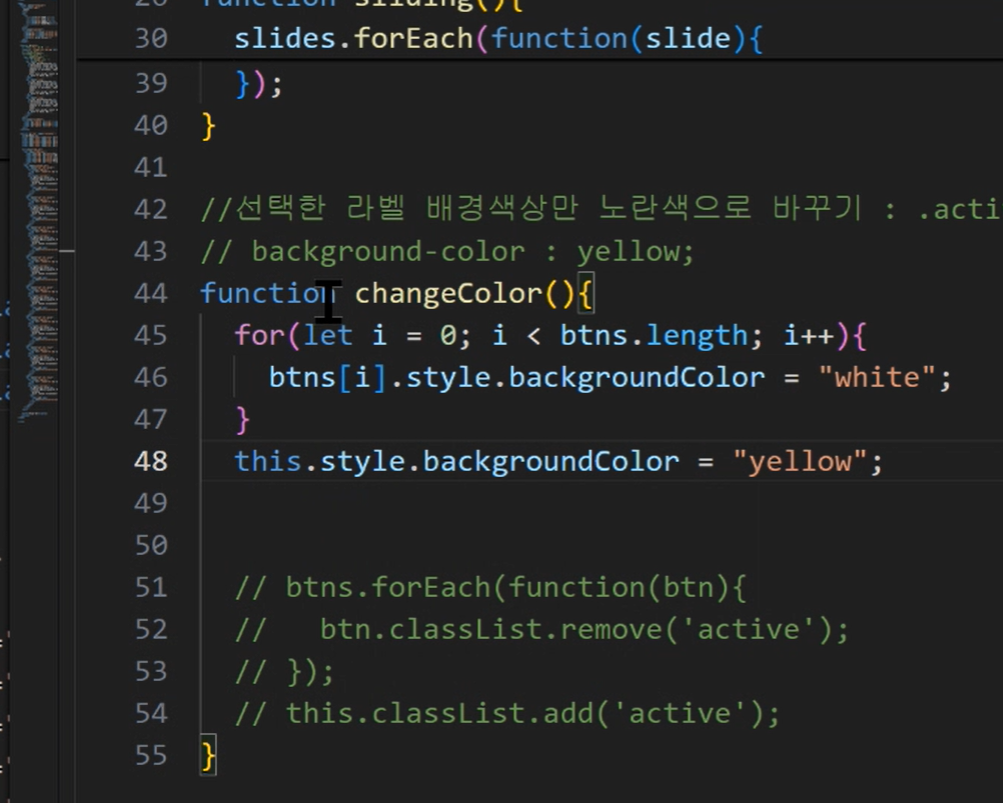 function sliding(){
30 slides.forEach(function(slide){
39 });
40 }
41
42 //선택한 라벨 배경색상만 노란색으로 바꾸기 : .acti
43 // background-color : yellow;
44 function changeColor(){
45 for(let i = 0; i < btns.length; i++){
46 btns[i].style.backgroundColor = "white";
47 }
48 this.style.backgroundColor = "yellow";
49
50
51 // btns.forEach(function(btn){
52 // btn.classList.remove('active');
53 // });
54 // this.classList.add('active');
55 }